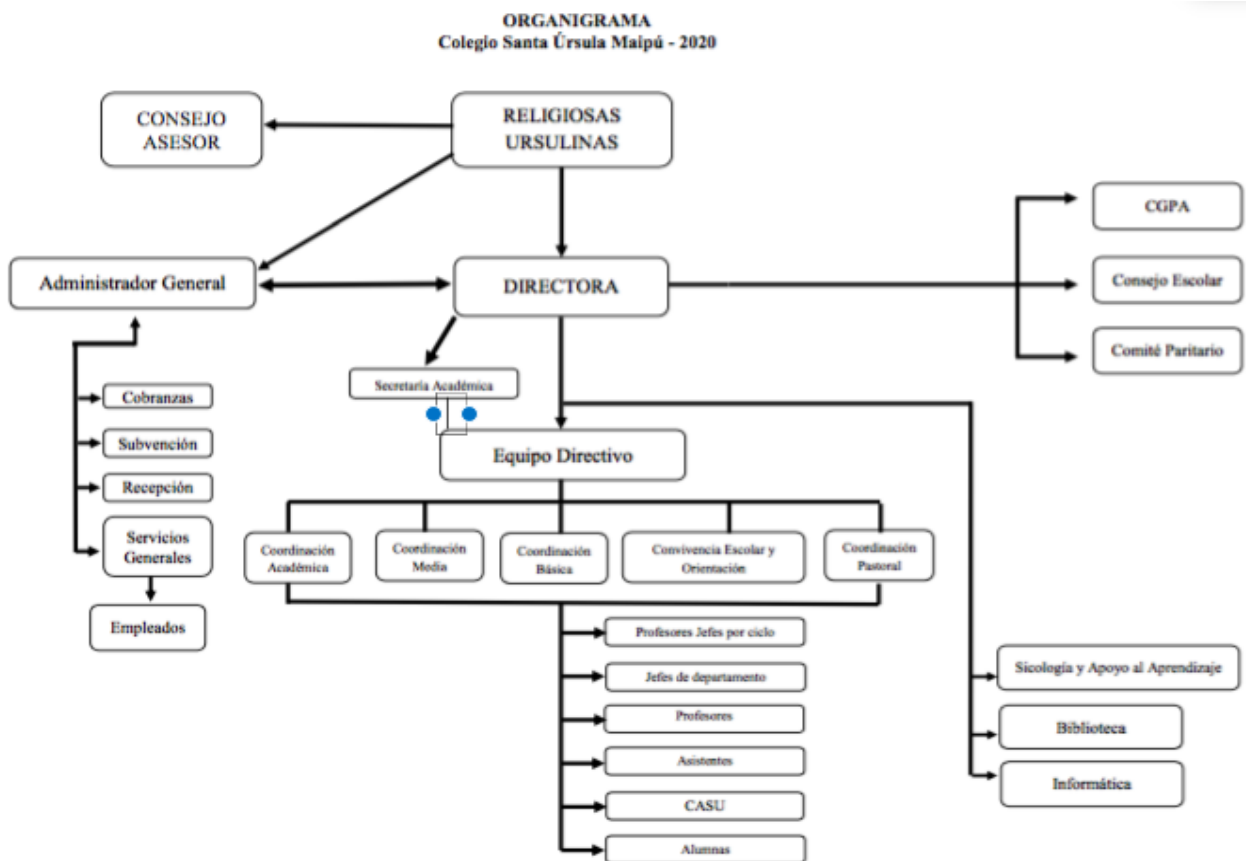 ORGANIGRAMA
Colegio Santa Úrsula Maipú - 2020
CONSEJO
ASESOR
RELIGIOSAS
URSULINAS
CGPA
Administrador General
DIRECTORA
Consejo Escolar
Comité Paritario
Secretaría Académica
Cobranzas
Subvención
Equipo Directivo
Recepción
Servicios
Generales
Coordinación
Académica
Coordinación
Media
Coordinación
Básica
Convivencia Escolar y
Orientación
Coordinación
Pastoral
Empleados
Profesores Jefes por ciclo
Jefes de departamento
Profesores
Asistentes
CASU
Alumnas
Sicología y Apoyo al Aprendizaje
Biblioteca
Informática